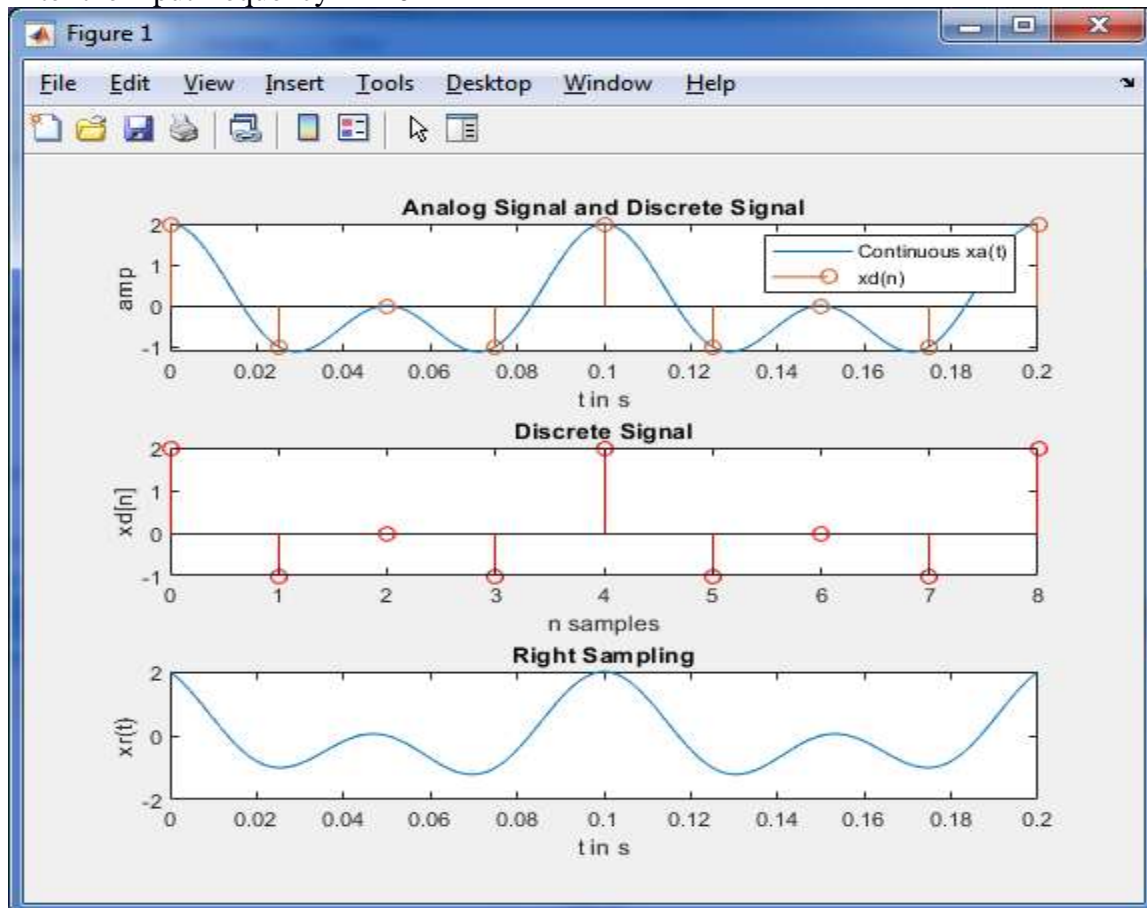 Figure 1
File Edit View Insert Tools Desktop Window Help
Analog Signal and Discrete Signal
amp
2
1
0
-1
Continuous xa(t)
xd(n)
0 0.02 0.04 0.06 0.08 0.1 0.12 0.14 0.16 0.18 0.2
t in s
Discrete Signal
xd[n]
2
1
0
-1
0 1 2 3 4 5 6 7 8
n samples
Right Sampling
xr(t)
2
0
-2
0 0.02 0.04 0.06 0.08 0.1 0.12 0.14 0.16 0.18 0.2
t in s